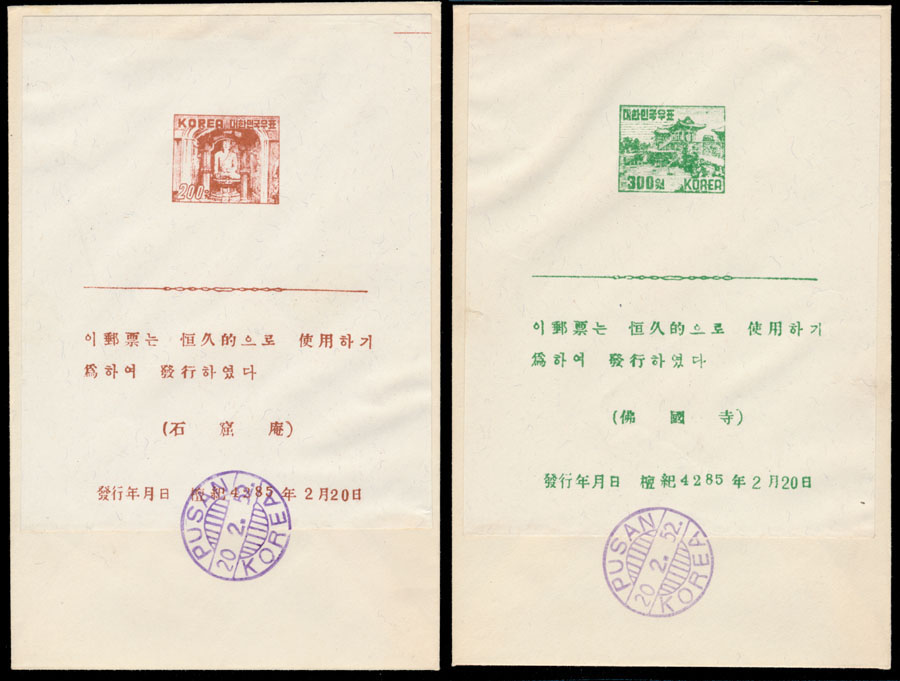 KOREA 대한민국우표
200원
이 郵票는 恒久的으로 使用하기
爲하여 發行하였다
(石窟庵)
發行年月日 檀紀4285年2月20日
PUSAN
20.2.52.
KOREA
대한민국우표
300원 KOREA
이 郵票는 恒久的으로 使用하기
爲하여 發行하였다
(佛國寺)
發行年月日 檀紀4285年2月20日
PUSAN
20.2.52.
KOREA